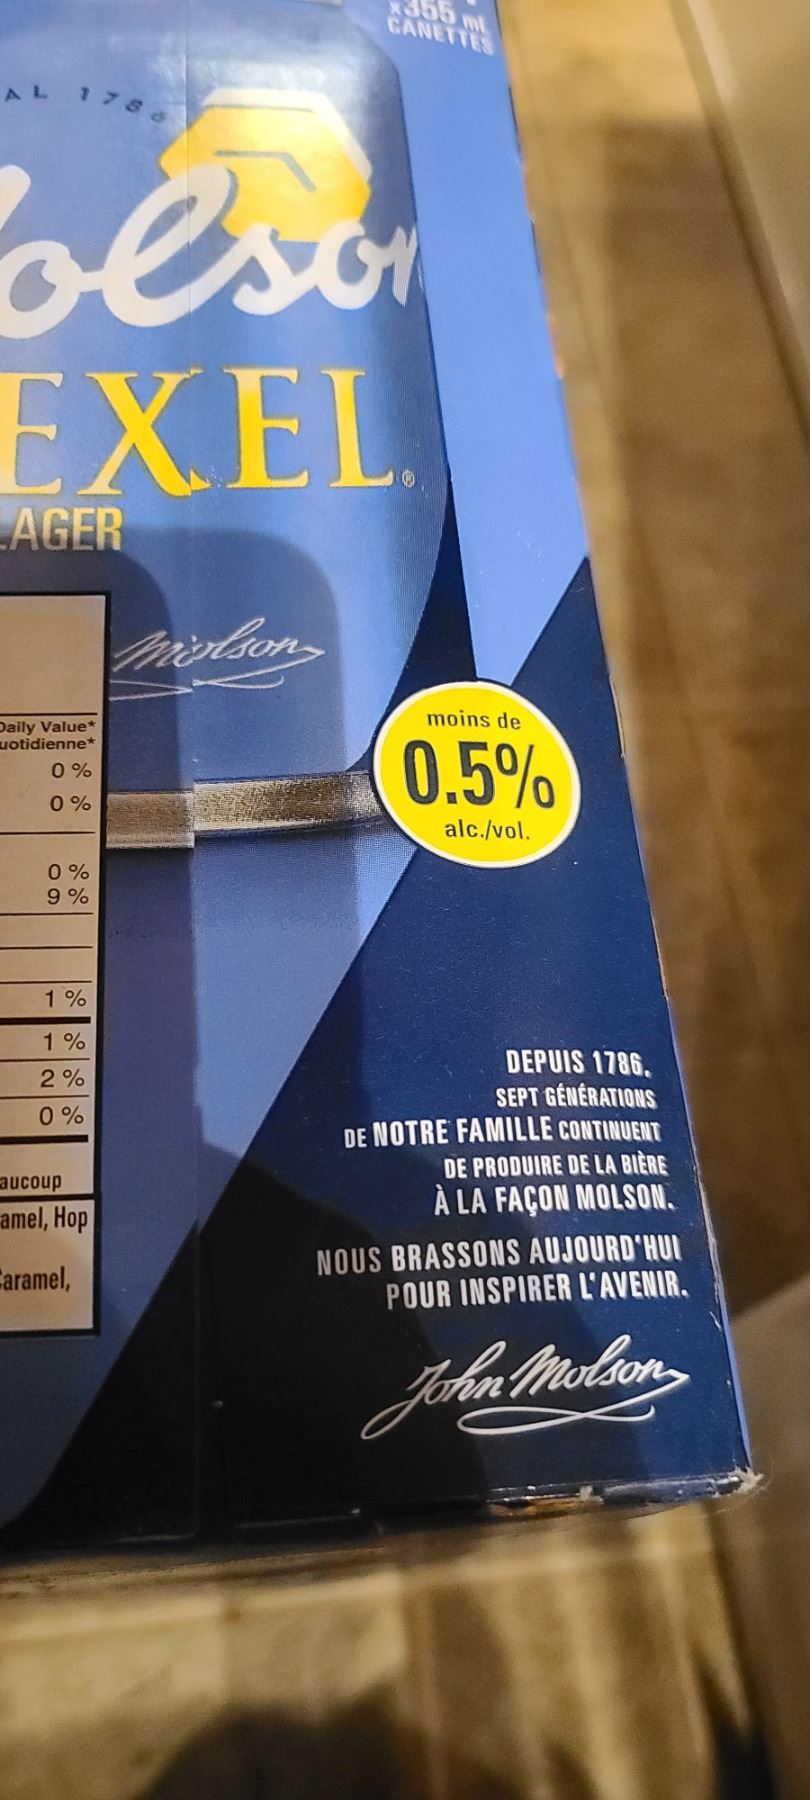 x355 ml
CANETTES
AL 1786
olson
EXEL®
LAGER
Molson
Daily Value*
uotidienne*
0 %
0 %
0 %
9 %
1 %
1 %
2 %
0 %
aucoup
amel, Hop
Caramel,
moins de
0.5%
alc./vol.
DEPUIS 1786.
SEPT GÉNÉRATIONS
DE NOTRE FAMILLE CONTINUENT
DE PRODUIRE DE LA BIÈRE
À LA FAÇON MOLSON.
NOUS BRASSONS AUJOURD'HUI
POUR INSPIRER L'AVENIR.
John Molson